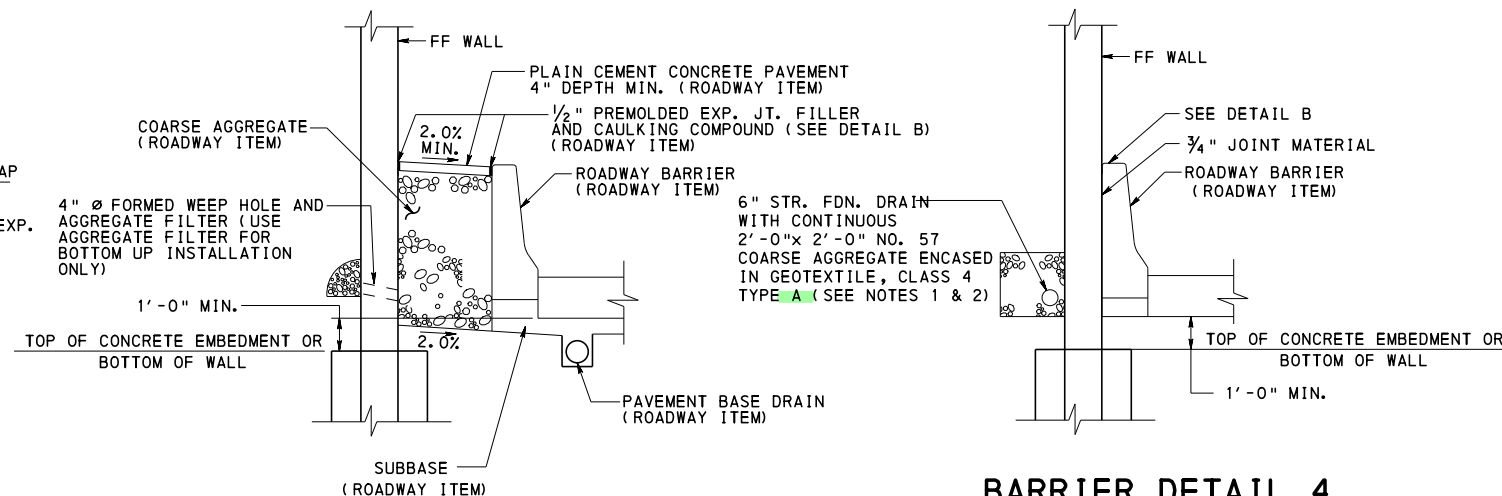 FF WALL
PLAIN CEMENT CONCRETE PAVEMENT
4" DEPTH MIN. (ROADWAY ITEM)
½" PREMOLDED EXP. JT. FILLER
AND CAULKING COMPOUND (SEE DETAIL B)
(ROADWAY ITEM)
COARSE AGGREGATE
(ROADWAY ITEM)
2.0%
MIN.
ROADWAY BARRIER
(ROADWAY ITEM)
AP
EXP.
4" Ø FORMED WEEP HOLE AND
AGGREGATE FILTER (USE
AGGREGATE FILTER FOR
BOTTOM UP INSTALLATION
ONLY)
1'-0" MIN.
TOP OF CONCRETE EMBEDMENT OR
BOTTOM OF WALL
2.0%
PAVEMENT BASE DRAIN
(ROADWAY ITEM)
SUBBASE
(ROADWAY ITEM)
FF WALL
SEE DETAIL B
¾" JOINT MATERIAL
ROADWAY BARRIER
(ROADWAY ITEM)
6" STR. FDN. DRAIN
WITH CONTINUOUS
2'-0"x 2'-0" NO. 57
COARSE AGGREGATE ENCASED
IN GEOTEXTILE, CLASS 4
TYPE A (SEE NOTES 1 & 2)
TOP OF CONCRETE EMBEDMENT OR
BOTTOM OF WALL
1'-0" MIN.
BARRIER DETAIL 4